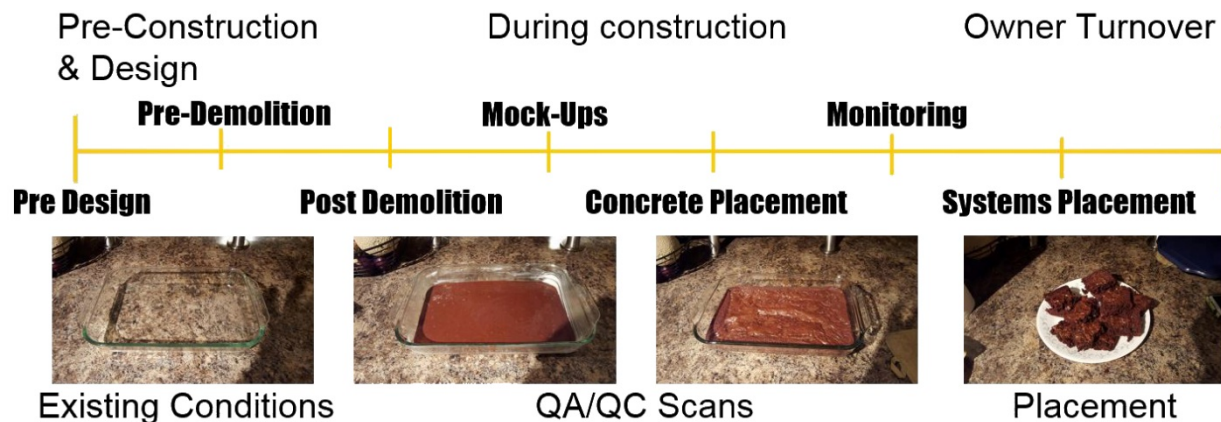 Pre-Construction
& Design
During construction
Owner Turnover
Pre-Demolition
Mock-Ups
Monitoring
Pre Design
Post Demolition
Concrete Placement
Systems Placement
Existing Conditions
QA/QC Scans
Placement